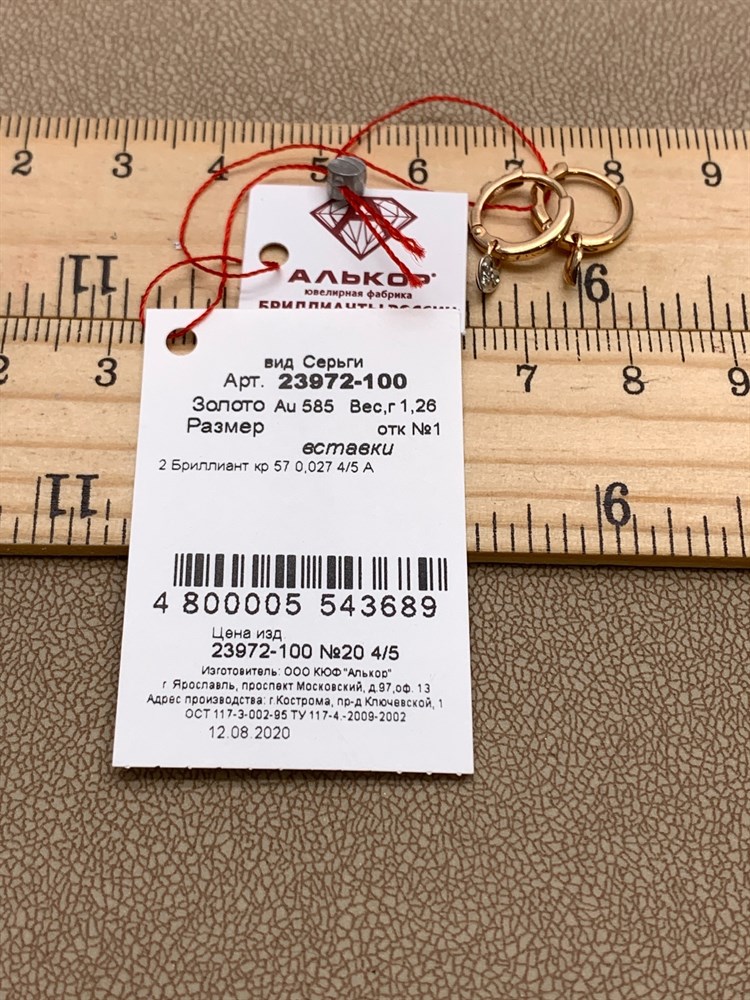 2 3 4 5 6 7 8 9
11 6
АЛЬКОР®
ювелирная фабрика
БРИЛЛИАНТЫ РОССИИ
2 3 7 8 9
вид Серьги
Арт. 23972-100
Золото Au 585 Вес,г 1,26
Размер отк №1
вставки
2 Бриллиант кр 57 0,027 4/5 А
11 6
4 800005 543689
Цена изд
23972-100 №20 4/5
Изготовитель: ООО КЮФ"Алькор"
г Ярославль, проспект Московский, д.97,оф. 13
Адрес производства: г.Кострома, пр-д Ключевской, 1
ОСТ 117-3-002-95 ТУ 117-4.-2009-2002
12.08.2020